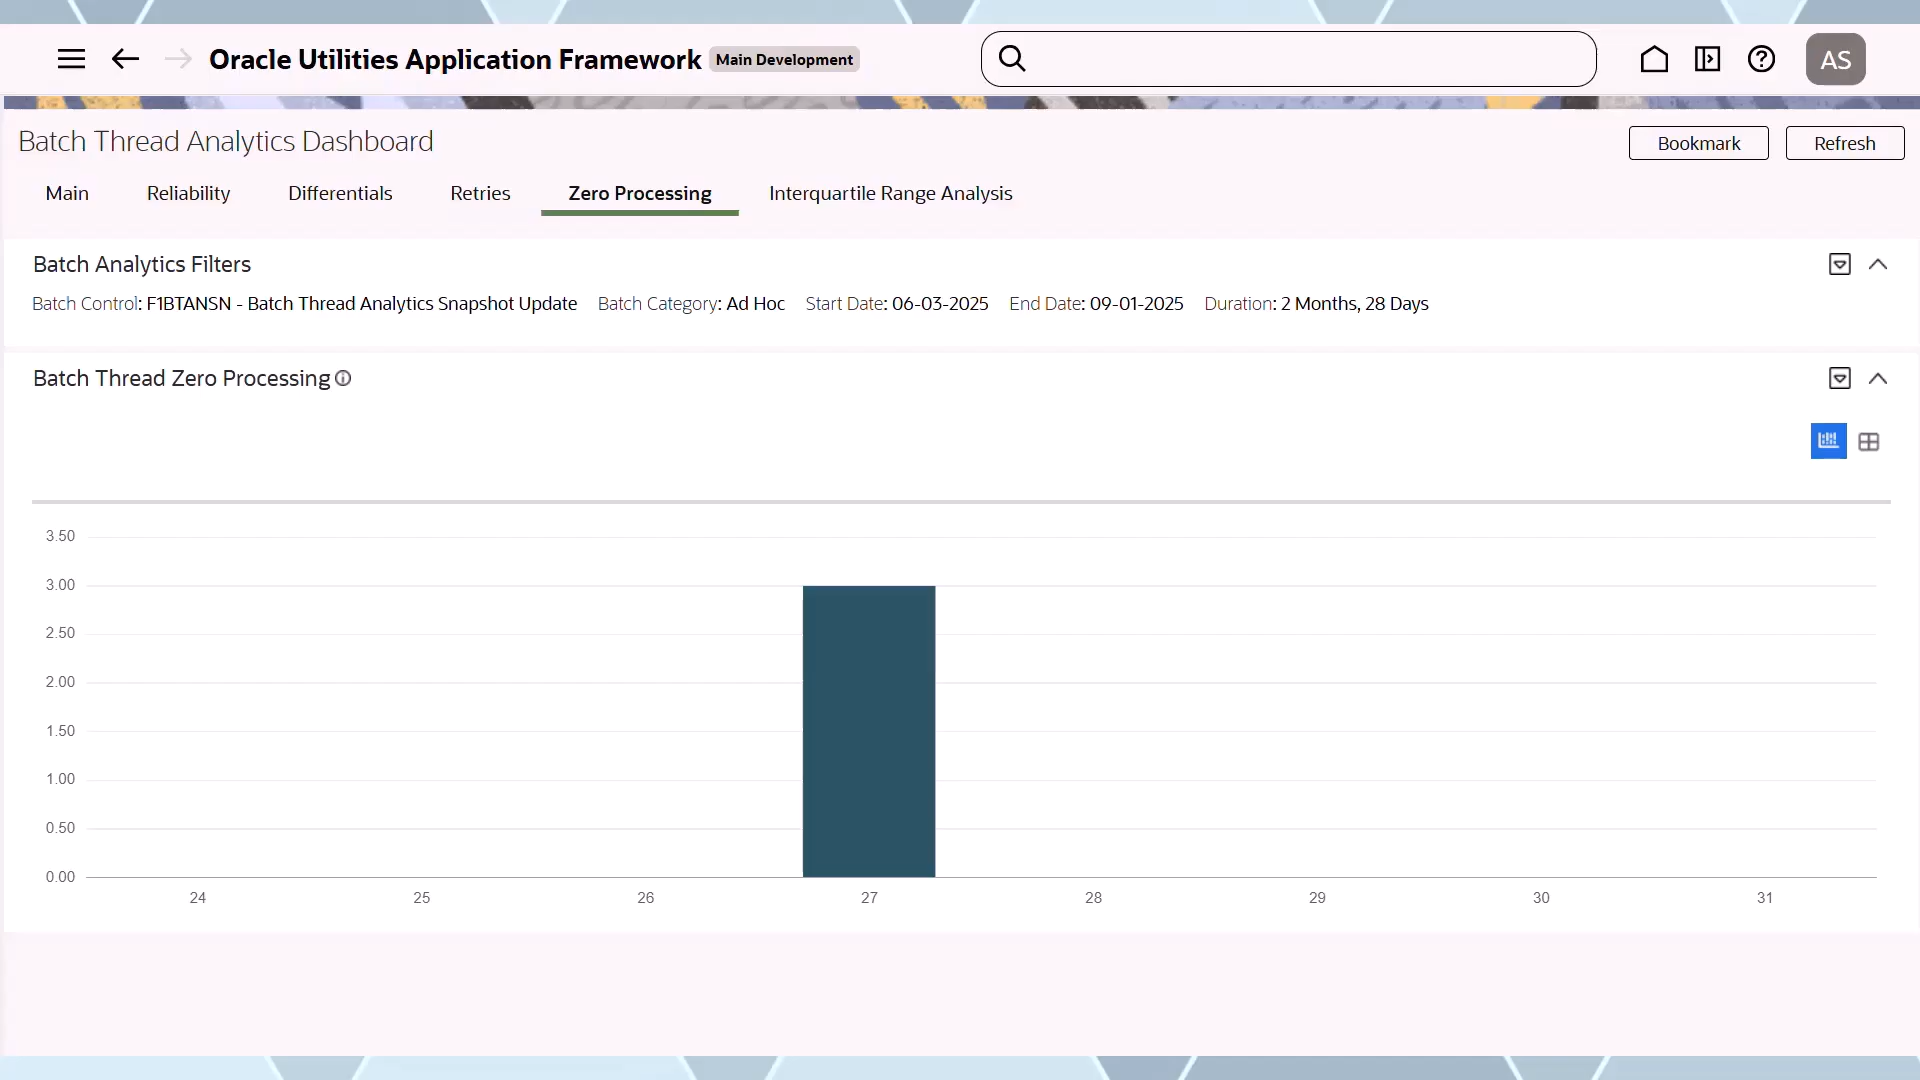 Oracle Utilities Application Framework Main Development AS
Batch Thread Analytics Dashboard Bookmark Refresh
Main Reliability Differentials Retries Zero Processing Interquartile Range Analysis
Batch Analytics Filters
Batch Control: F1BTANSN - Batch Thread Analytics Snapshot Update Batch Category: Ad Hoc Start Date: 06-03-2025 End Date: 09-01-2025 Duration: 2 Months, 28 Days
Batch Thread Zero Processing
3.50
3.00
2.50
2.00
1.50
1.00
0.50
0.00
24 25 26 27 28 29 30 31